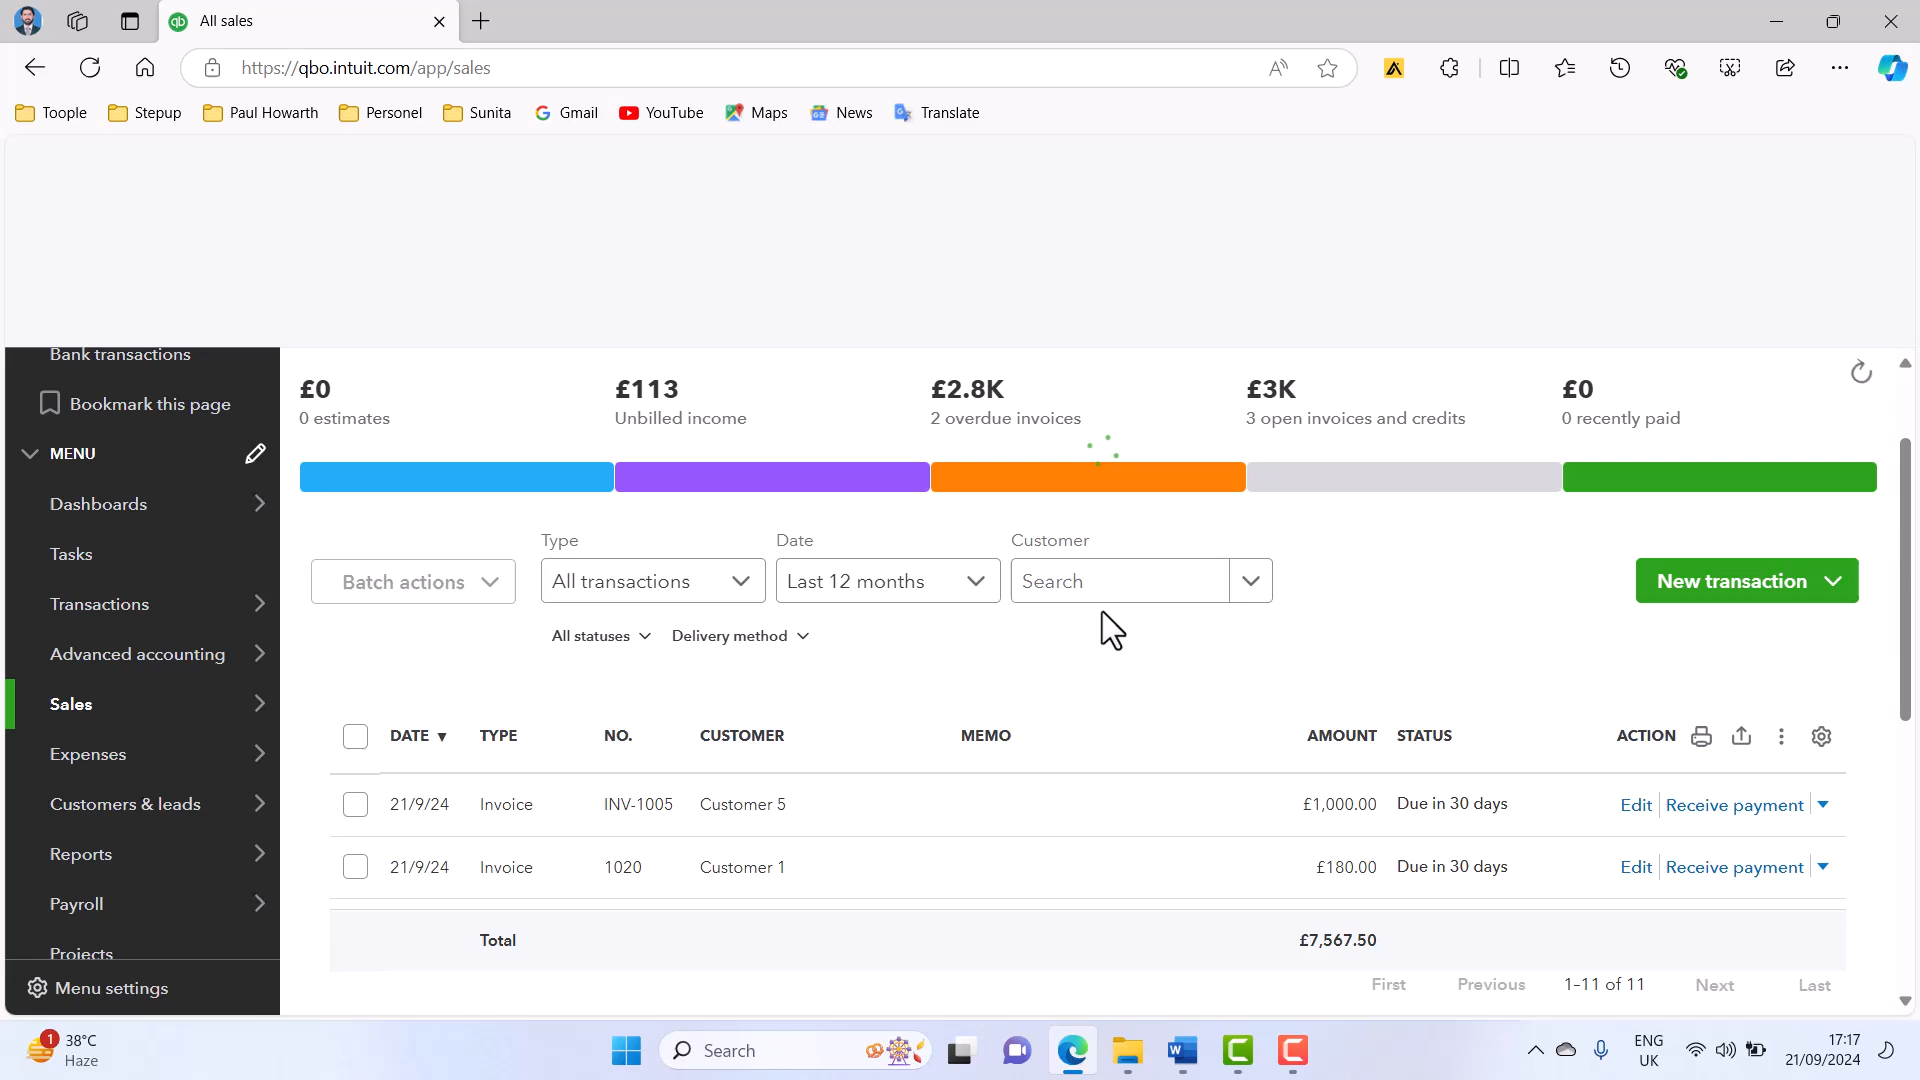 All sales
https://qbo.intuit.com/app/sales
Toople Stepup Paul Howarth Personel Sunita Gmail YouTube Maps News Translate
Bank transactions
Bookmark this page
MENU
Dashboards
Tasks
Transactions
Advanced accounting
Sales
Expenses
Customers & leads
Reports
Payroll
Projects
Menu settings
£0 £113 £2.8K £3K £0
0 estimates Unbilled income 2 overdue invoices 3 open invoices and credits 0 recently paid
Type Date Customer
Batch actions All transactions Last 12 months Search New transaction
All statuses Delivery method
DATE ▼ TYPE NO. CUSTOMER MEMO AMOUNT STATUS ACTION
21/9/24 Invoice INV-1005 Customer 5 £1,000.00 Due in 30 days Edit Receive payment
21/9/24 Invoice 1020 Customer 1 £180.00 Due in 30 days Edit Receive payment
Total £7,567.50
First Previous 1-11 of 11 Next Last
1 38°C
Haze
Search
ENG
UK
17:17
21/09/2024